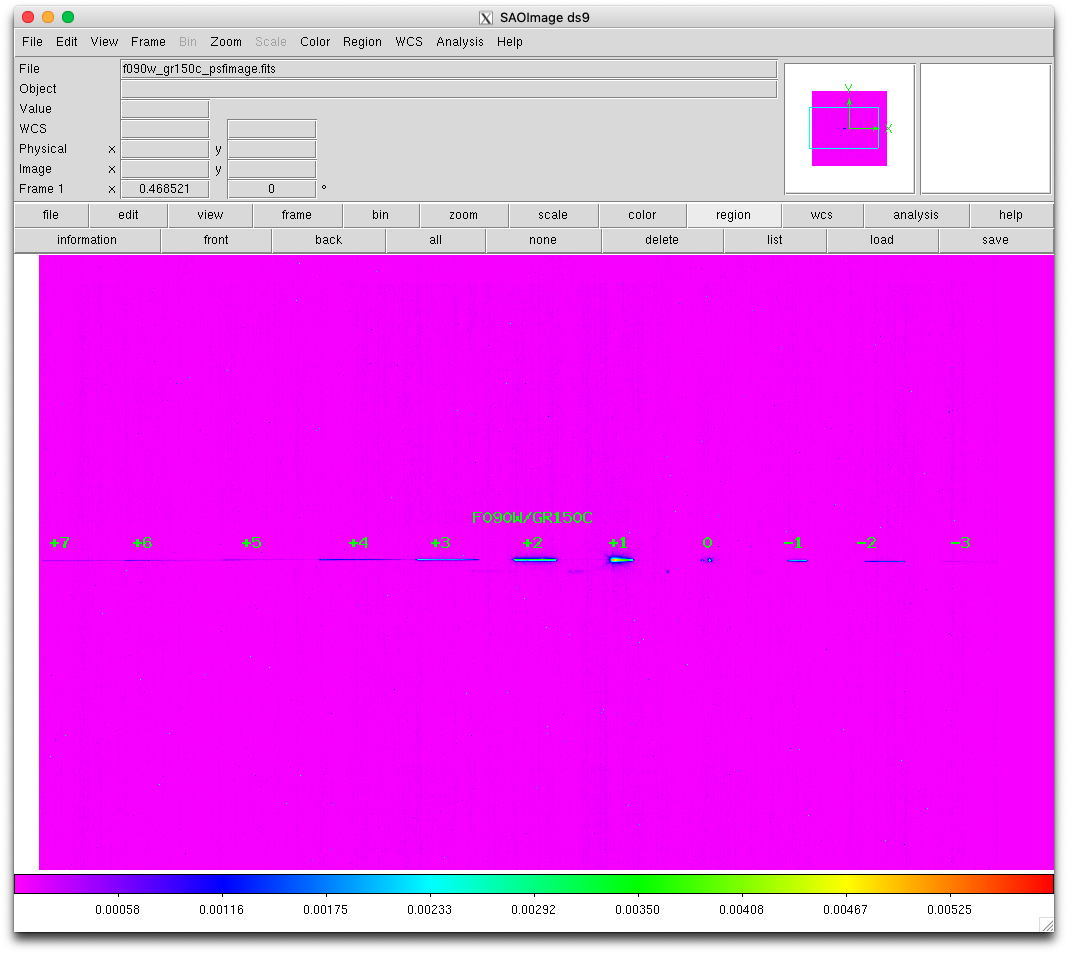 SAOImage ds9
File Edit View Frame Bin Zoom Scale Color Region WCS Analysis Help
File f090w_gr150c_psfimage.fits
Object
Value
WCS
Physical x y
Image x y
Frame 1 x 0.468521 0 °
Y
X
file edit view frame bin zoom scale color region wcs analysis help
information front back all none delete list load save
F090W/GR150C
+7 +6 +5 +4 +3 +2 +1 0 -1 -2 -3
0.00058 0.00116 0.00175 0.00233 0.00292 0.00350 0.00408 0.00467 0.00525